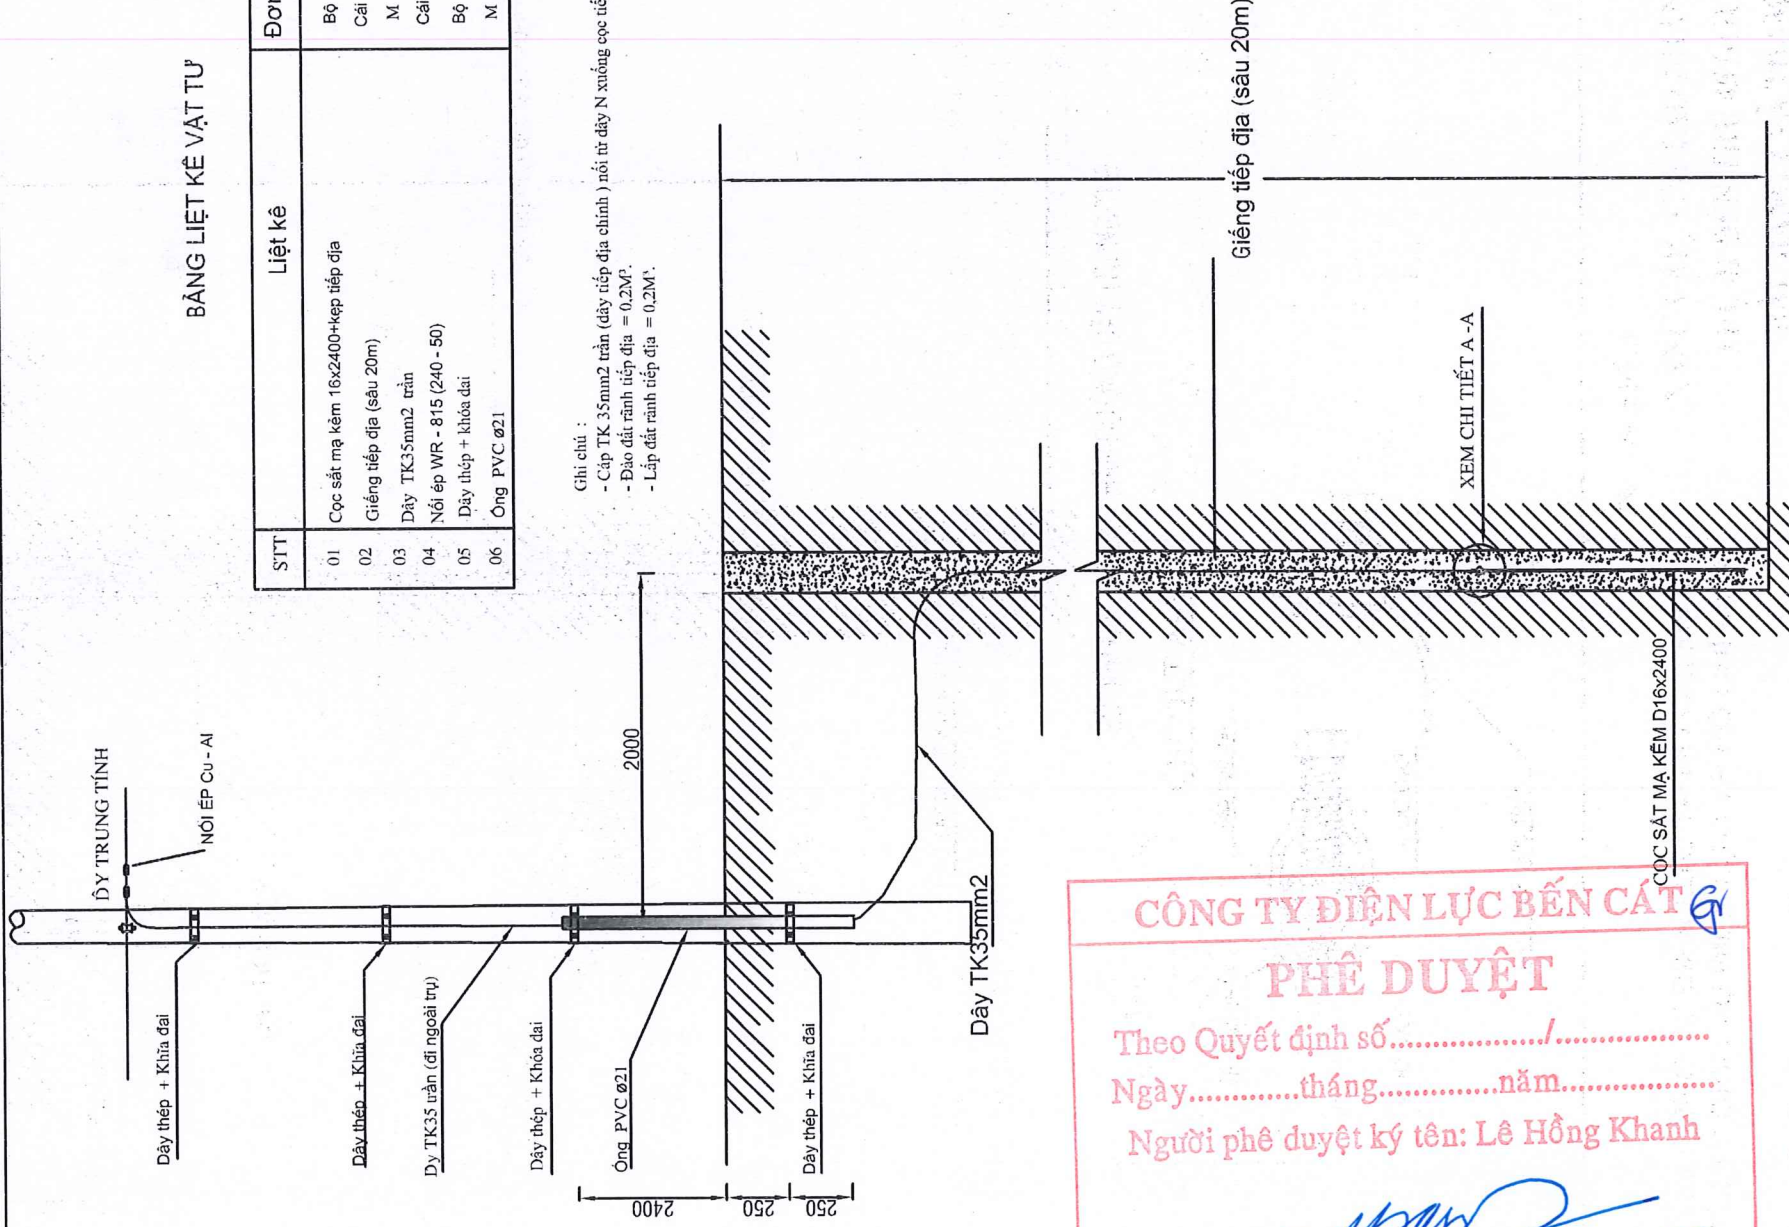 BẢNG LIỆT KÊ VẬT TƯ
STT Liệt kê
01 Cọc sắt mạ kẽm 16x2400+kẹp tiếp địa Bộ
02 Giếng tiếp địa (sâu 20m) Cái
03 Dây TK35mm2 trần M
04 Nối ép WR - 815 (240 - 50) Cái
05 Dây thép + khóa đai Bộ
06 Ống PVC ø21 M
Ghi chú :
- Cáp TK 35mm2 trần (dây tiếp địa chính ) nối từ dây N xuống cọc
- Đào đất rãnh tiếp địa = 0,2M³.
- Lấp đất rãnh tiếp địa = 0,2M³.
ÔY TRUNG TÍNH
NỐI ÉP Cu - Al
Dây thép + Khĩa đai
Dây thép + Khĩa đai
Dy TK35 trần (đi ngoài trụ)
Dây thép + Khóa đai
Ống PVC ø21
Dây thép + Khĩa đai
2400
250
250
2000
Dây TK35mm2
Giếng tiếp địa (sâu 20m)
XEM CHI TIẾT A -A
CỌC SẮT MẠ KẼM D16x2400
CÔNG TY ĐIỆN LỰC BẾN CÁT
PHÊ DUYỆT
Theo Quyết định số................./.................
Ngày............tháng.............năm.................
Người phê duyệt ký tên: Lê Hồng Khanh